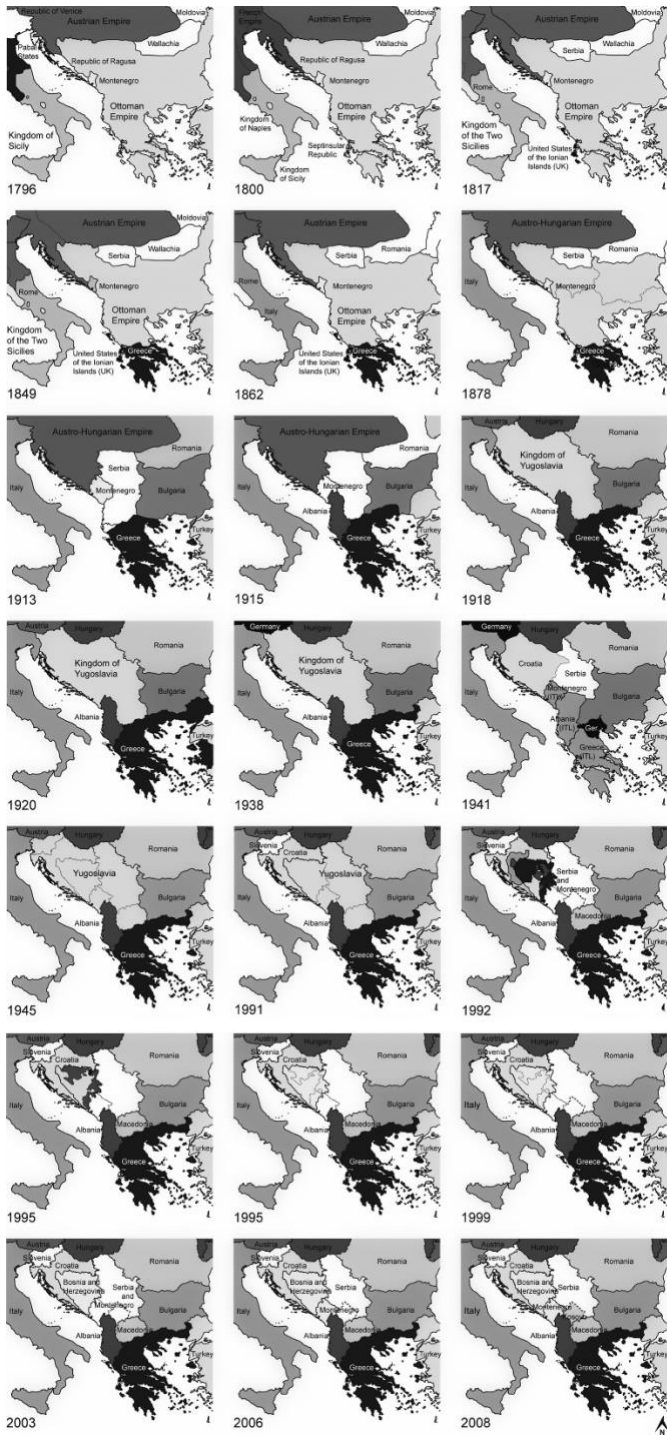 Republic of Venice
Austrian Empire
Moldovia
Papal
States
Wallachia
Republic of Ragusa
Montenegro
Ottoman
Empire
Kingdom of
Sicily
1796
French
Empire
Austrian Empire
Moldovia
Serbia
Wallachia
Republic of Ragusa
Montenegro
Ottoman
Empire
Kingdom
of Naples
Septinsular
Republic
Kingdom
of Sicily
1800
Austrian Empire
Moldovia
Serbia
Wallachia
Rome
Montenegro
Ottoman
Empire
Kingdom
of the Two
Sicilies
United States
of the Ionian
Islands (UK)
1817
Austrian Empire
Moldovia
Serbia
Wallachia
Rome
Montenegro
Ottoman
Empire
Kingdom
of the Two
Sicilies
United States
of the Ionian
Islands (UK)
Greece
1849
Austrian Empire
Serbia
Romania
Rome
Montenegro
Italy
Ottoman
Empire
United States
of the Ionian
Islands (UK)
Greece
1862
Austro-Hungarian Empire
Serbia
Romania
Montenegro
Greece
1878
Austro-Hungarian Empire
Romania
Serbia
Italy
Montenegro
Bulgaria
Greece
Turkey
1913
Austro-Hungarian Empire
Romania
Italy
Montenegro
Bulgaria
Albania
Greece
Turkey
1915
Austria
Hungary
Romania
Kingdom of
Yugoslavia
Italy
Bulgaria
Albania
Greece
Turkey
1918
Austria
Hungary
Romania
Kingdom of
Yugoslavia
Italy
Bulgaria
Albania
Greece
Turkey
1920
Germany
Hungary
Romania
Kingdom of
Yugoslavia
Italy
Bulgaria
Albania
Greece
Turkey
1938
Germany
Hungary
Romania
Croatia
Serbia
Italy
Montenegro
(ITL)
Bulgaria
Albania
(ITL)
Ger.
Greece
(ITL)
Turkey
1941
Austria
Hungary
Romania
Yugoslavia
Italy
Bulgaria
Albania
Greece
Turkey
1945
Austria
Hungary
Slovenia
Croatia
Romania
Yugoslavia
Italy
Bulgaria
Albania
Greece
Turkey
1991
Austria
Hungary
Slovenia
Romania
Serbia
and
Montenegro
Italy
Bulgaria
Macedonia
Albania
Greece
Turkey
1992
Austria
Hungary
Slovenia
Croatia
Romania
Italy
Bulgaria
Macedonia
Albania
Greece
Turkey
1995
Austria
Hungary
Slovenia
Croatia
Romania
Italy
Bulgaria
Macedonia
Albania
Greece
Turkey
1995
Austria
Hungary
Slovenia
Croatia
Romania
Italy
Bulgaria
Macedonia
Albania
Greece
Turkey
1999
Austria
Hungary
Slovenia
Croatia
Romania
Bosnia and
Herzegovina
Serbia
and
Montenegro
Italy
Bulgaria
Macedonia
Albania
Greece
Turkey
2003
Austria
Hungary
Slovenia
Croatia
Romania
Bosnia and
Herzegovina
Serbia
Montenegro
Italy
Bulgaria
Macedonia
Albania
Greece
Turkey
2006
Austria
Hungary
Slovenia
Croatia
Romania
Bosnia and
Herzegovina
Serbia
Montenegro
Kosovo
Italy
Bulgaria
Macedonia
Albania
Greece
Turkey
2008
N